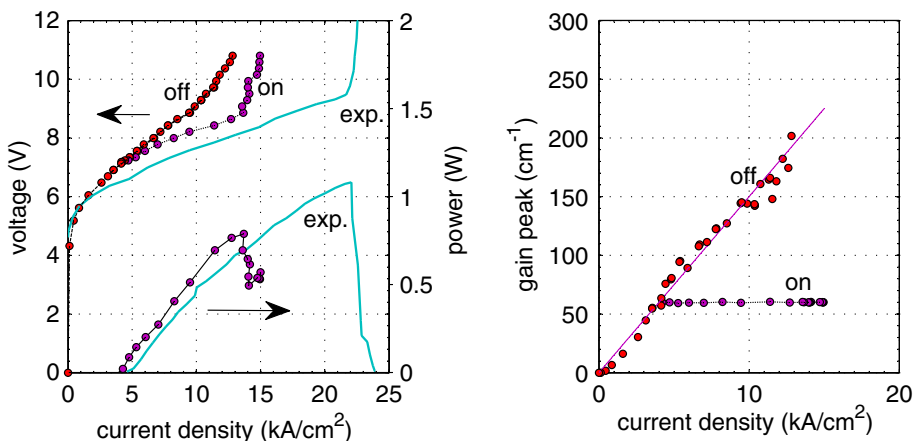 12
10
8
6
4
2
0
voltage (V)
0
5
10
15
20
25
current density (kA/cm²)
2
1.5
1
0.5
0
power (W)
off
on
exp.
exp.
300
250
200
150
100
50
0
gain peak (cm⁻¹)
0
10
20
current density (kA/cm²)
off
on